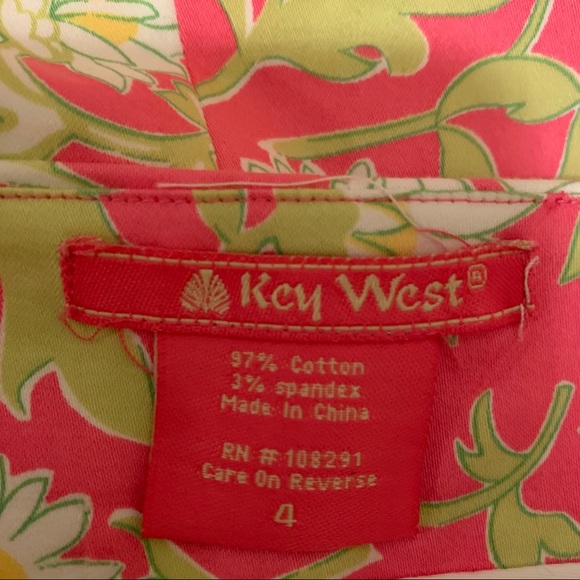 Key West®
97% Cotton
3% spandex
Made In China
RN # 108291
Care On Reverse
4